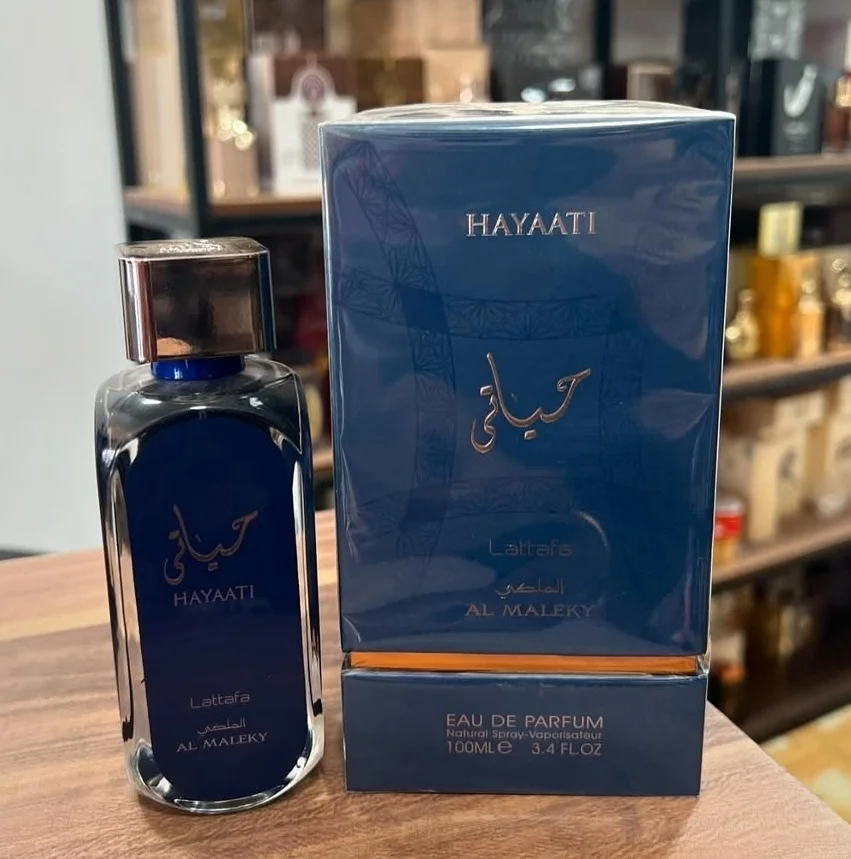 حياتي
HAYAATI
Lattafa
الملكي
AL MALEKY
HAYAATI
حياتي
Lattafa
الملكي
AL MALEKY
EAU DE PARFUM
Natural Spray-Vaporisateur
100ML e 3.4 FL.OZ